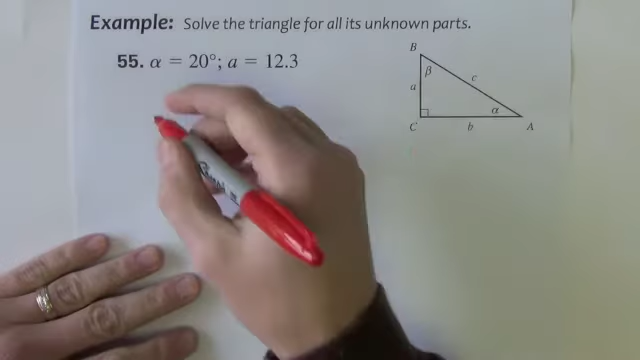 Example: Solve the triangle for all its unknown parts.
55. α = 20°; a = 12.3
B
β
c
a
α
C
b
A